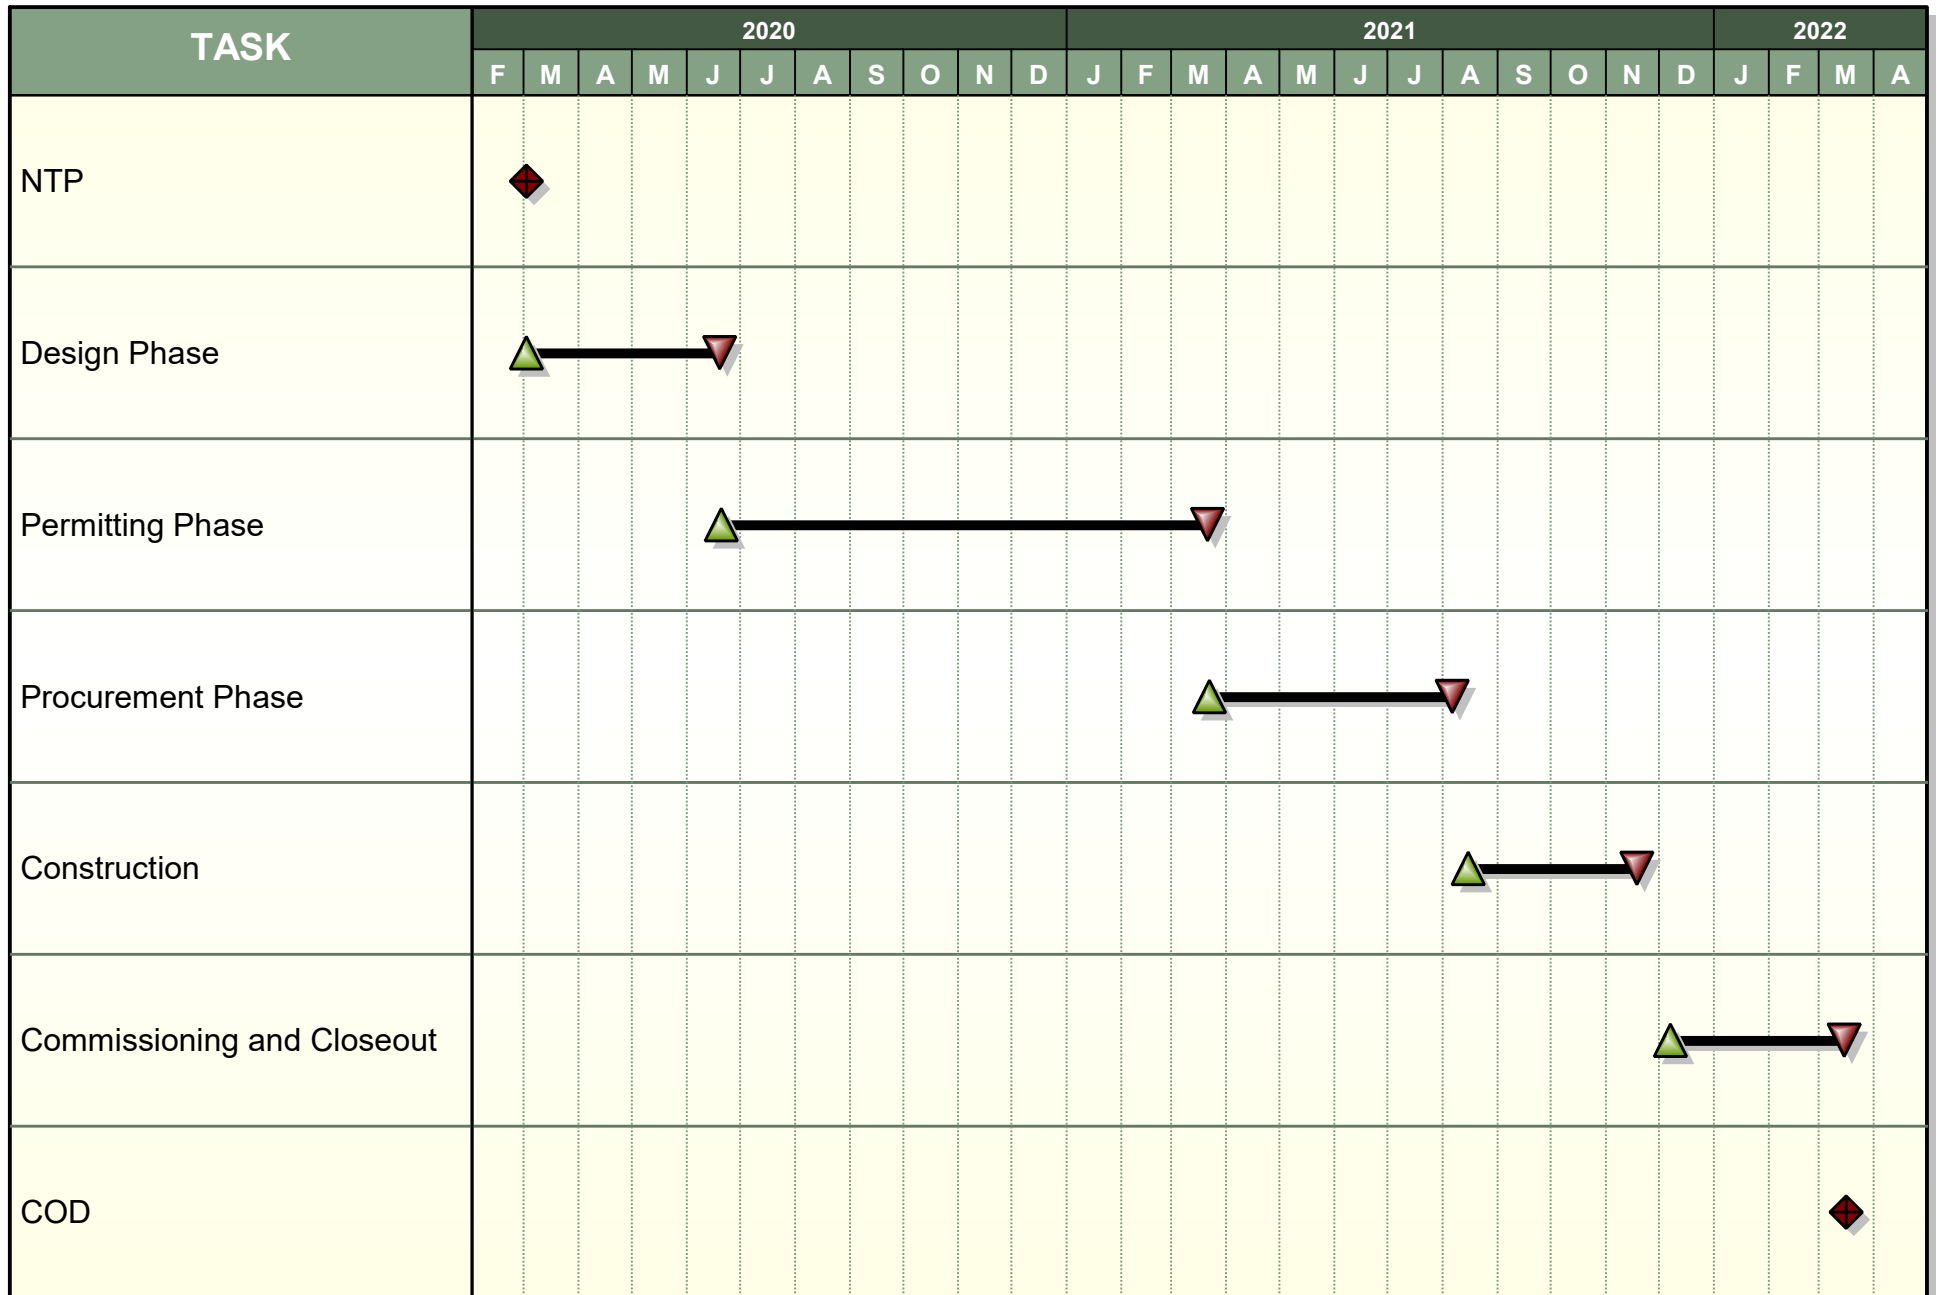 TASK
2020 2021 2022
F M A M J J A S O N D J F M A M J J A S O N D J F M A
NTP
Design Phase
Permitting Phase
Procurement Phase
Construction
Commissioning and Closeout
COD